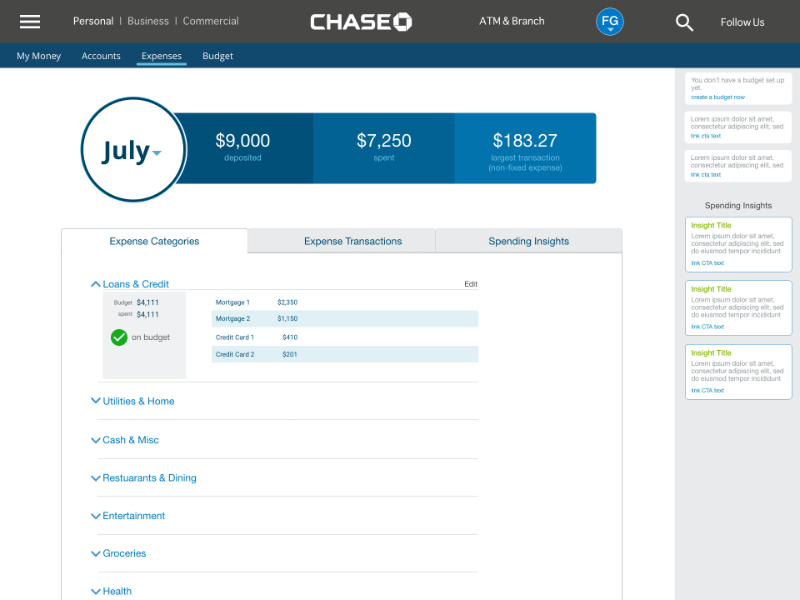 Personal | Business | Commercial
CHASE
ATM & Branch
FG
Follow Us
My Money
Accounts
Expenses
Budget
July
$9,000
deposited
$7,250
spent
$183.27
largest transaction
(non-fixed expense)
Expense Categories
Expense Transactions
Spending Insights
Loans & Credit
Edit
Budget $4,111
spent $4,111
on budget
Mortgage 1 $2,350
Mortgage 2 $1,150
Credit Card 1 $410
Credit Card 2 $201
Utilities & Home
Cash & Misc
Restuarants & Dining
Entertainment
Groceries
Health
You don't have a budget set up
yet.
create a budget now
Lorem ipsum dolor sit amet,
consectetur adipiscing elit, sed
link cta text
Lorem ipsum dolor sit amet,
consectetur adipiscing elit, sed
link cta text
Spending Insights
Insight Title
Lorem ipsum dolor sit amet,
consectetur adipiscing elit, sed
do eiusmod tempor incididunt
link CTA text
Insight Title
Lorem ipsum dolor sit amet,
consectetur adipiscing elit, sed
do eiusmod tempor incididunt
link CTA text
Insight Title
Lorem ipsum dolor sit amet,
consectetur adipiscing elit, sed
do eiusmod tempor incididunt
link CTA text